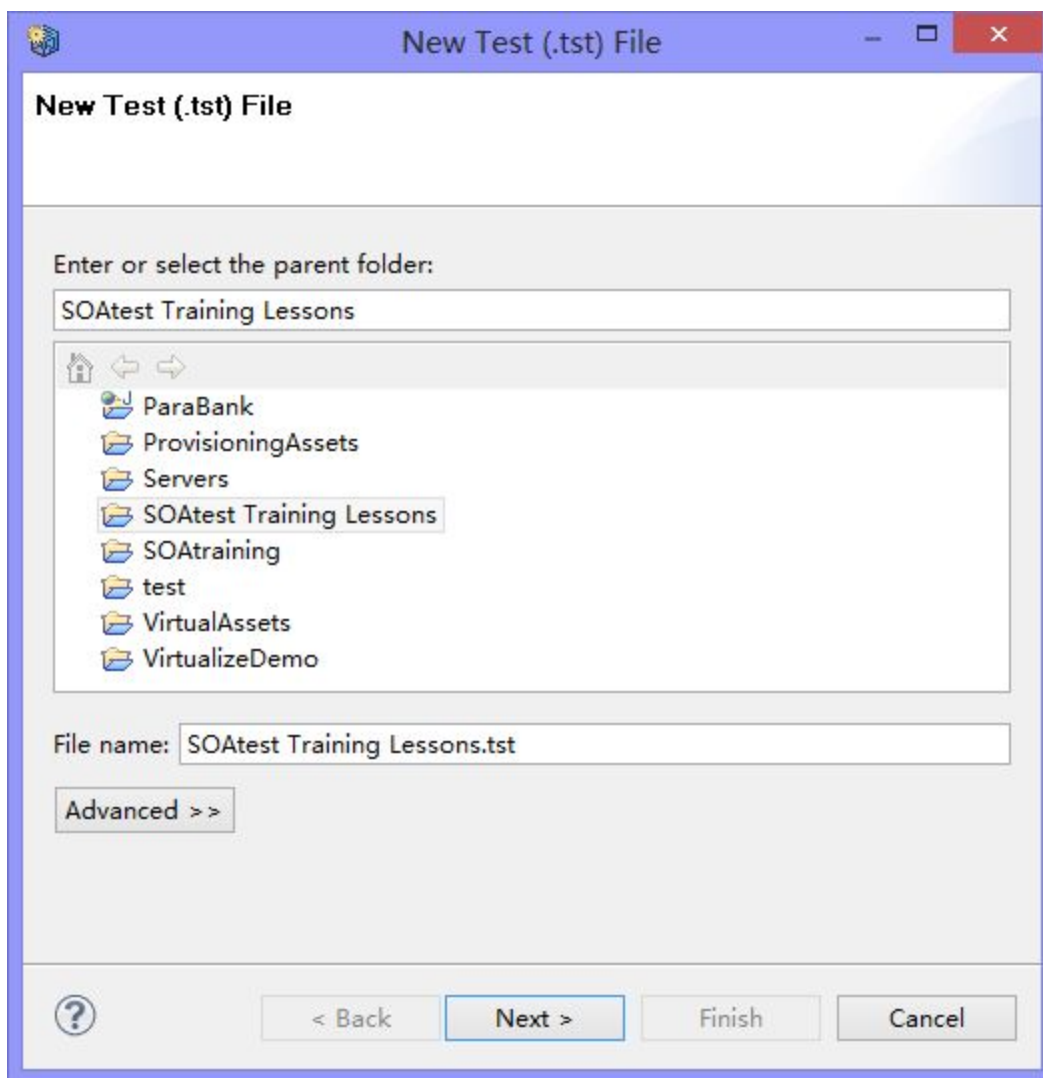 New Test (.tst) File
New Test (.tst) File
Enter or select the parent folder:
SOAtest Training Lessons
ParaBank
ProvisioningAssets
Servers
SOAtest Training Lessons
SOAtraining
test
VirtualAssets
VirtualizeDemo
File name: SOAtest Training Lessons.tst
Advanced >>
< Back Next > Finish Cancel